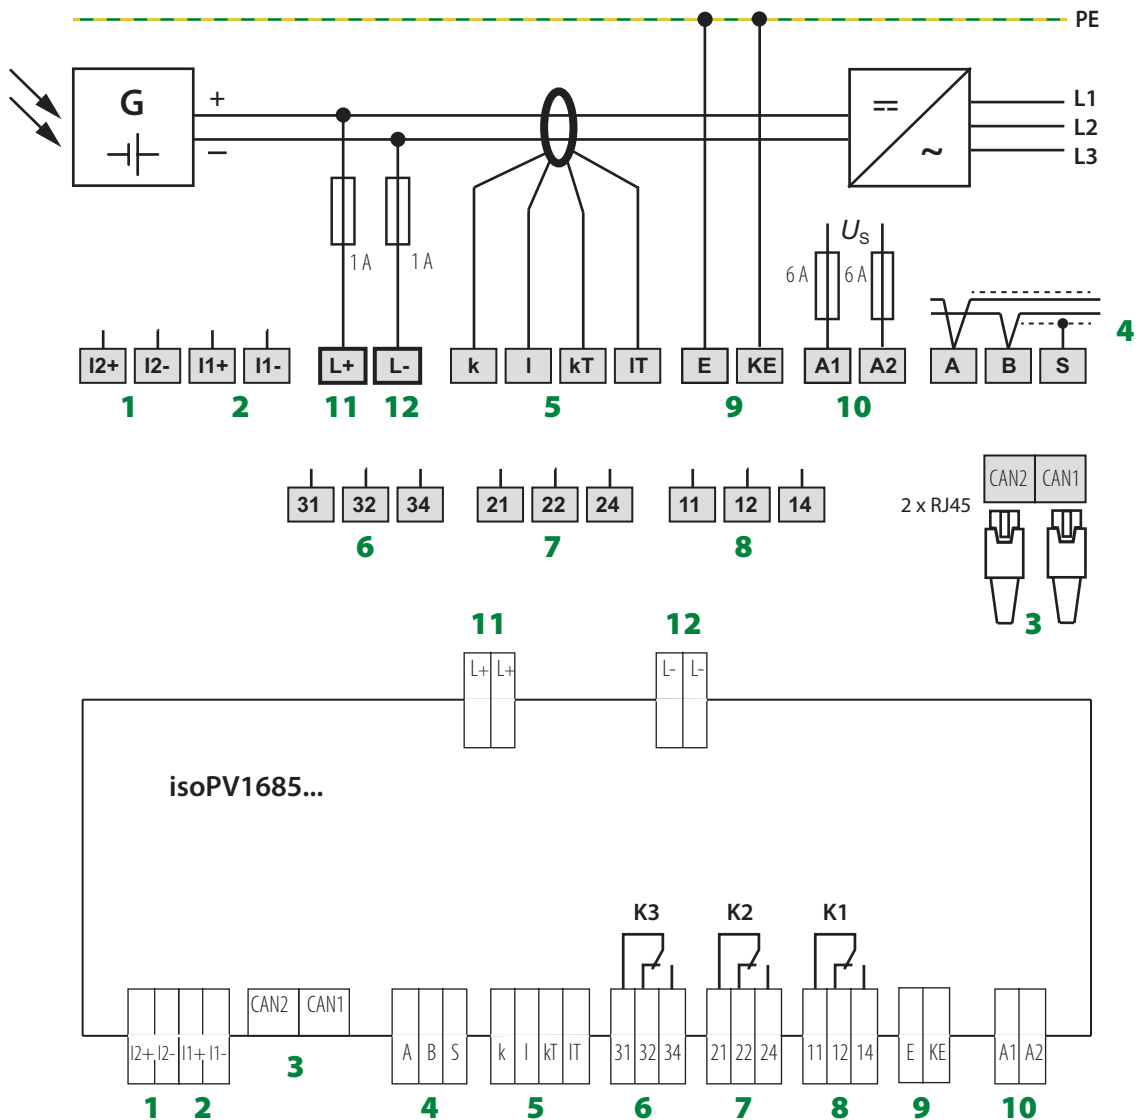 PE
G
+
−
=
~
L1
L2
L3
1 A
1 A
U_S
6 A
6 A
I2+ I2- I1+ I1-
L+ L-
k l kT lT
E KE
A1 A2
A B S
4
1 2 11 12 5 9 10
31 32 34
21 22 24
11 12 14
6 7 8
CAN2 CAN1
2 x RJ45
3
11 12
L+ L+
L- L-
isoPV1685...
K3 K2 K1
CAN2 CAN1
I2+ I2- I1+ I1-
A B S
k l kT lT
31 32 34
21 22 24
11 12 14
E KE
A1 A2
3
1 2 4 5 6 7 8 9 10